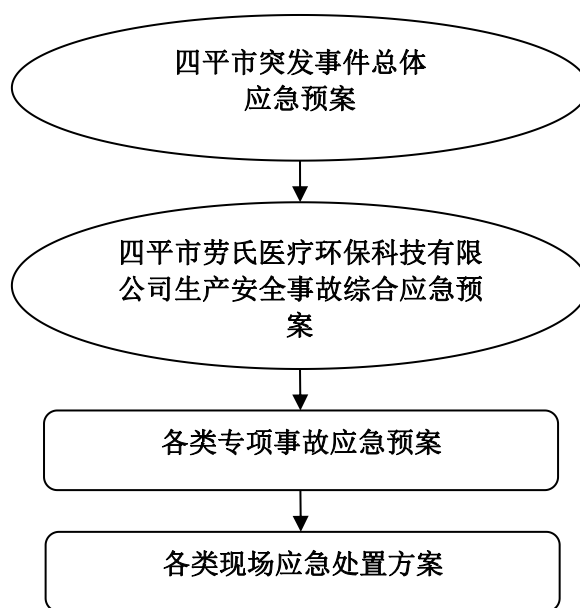 四平市突发事件总体
应急预案
四平市劳氏医疗环保科技有限
公司生产安全事故综合应急预
案
各类专项事故应急预案
各类现场应急处置方案